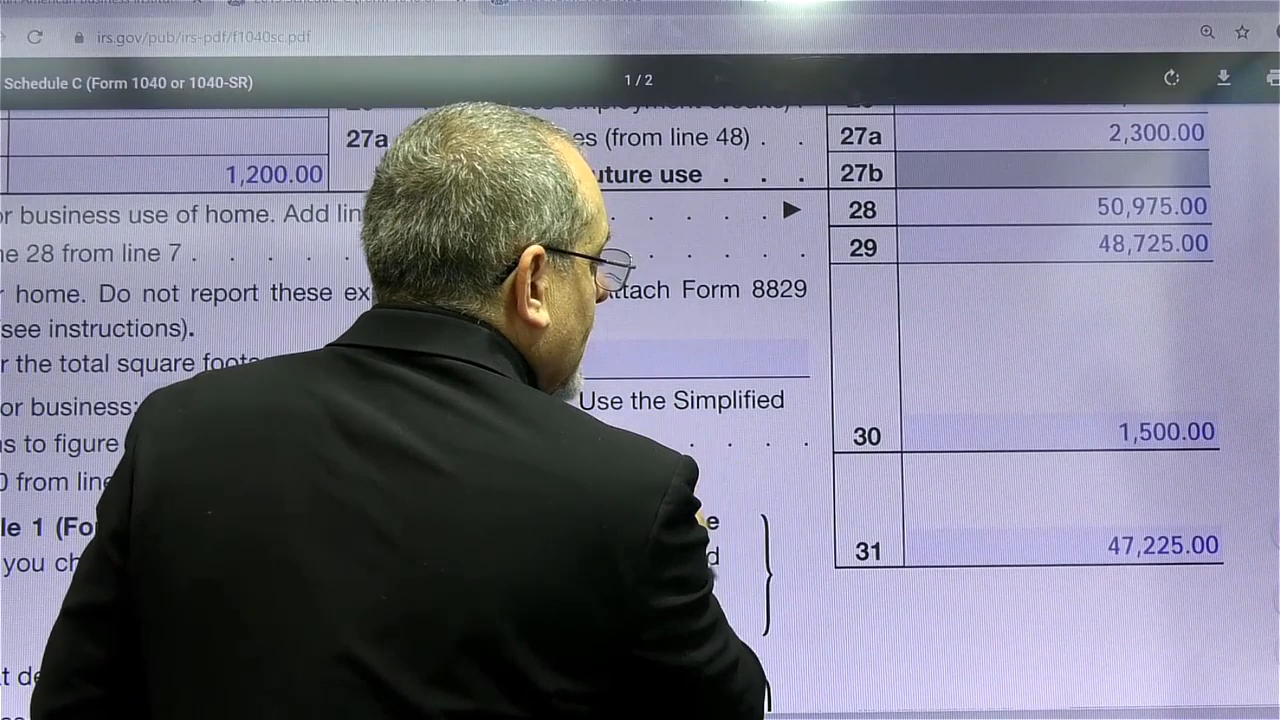 irs.gov/pub/irs-pdf/f1040sc.pdf
Schedule C (Form 1040 or 1040-SR) 1 / 2
27a es (from line 48) . . 27a 2,300.00
1,200.00 uture use . . . 27b
or business use of home. Add lin . . . . . ▶ 28 50,975.00
ne 28 from line 7 . . . . . . . . . . 29 48,725.00
r home. Do not report these ex ttach Form 8829
see instructions).
r the total square foota
or business: Use the Simplified
ns to figure . . . . 30 1,500.00
0 from line
le 1 (Fo e
you ch d 31 47,225.00
t de